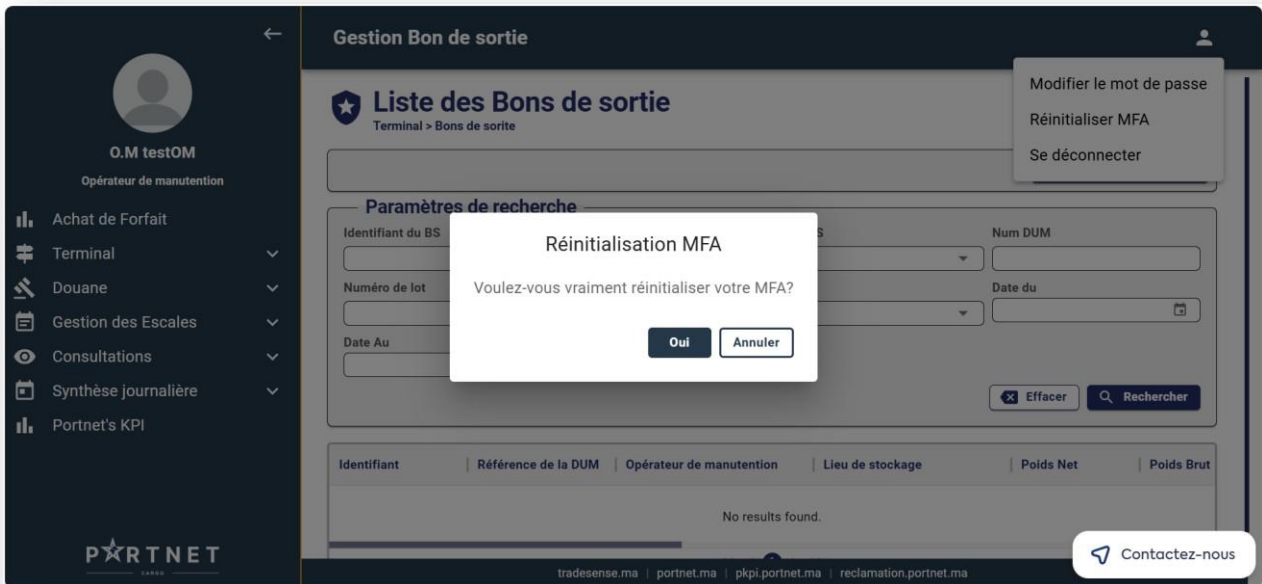 Gestion Bon de sortie
Modifier le mot de passe
Réinitialiser MFA
Se déconnecter
O.M testOM
Opérateur de manutention
Achat de Forfait
Terminal
Douane
Gestion des Escales
Consultations
Synthèse journalière
Portnet's KPI
PORTNET
CARGO
Liste des Bons de sortie
Terminal > Bons de sorite
Paramètres de recherche
Identifiant du BS
Num DUM
Numéro de lot
Date du
Date Au
Réinitialisation MFA
Voulez-vous vraiment réinitialiser votre MFA?
Oui Annuler
Effacer Rechercher
Identifiant Référence de la DUM Opérateur de manutention Lieu de stockage Poids Net Poids Brut
No results found.
Contactez-nous
tradesense.ma | portnet.ma | pkpi.portnet.ma | reclamation.portnet.ma